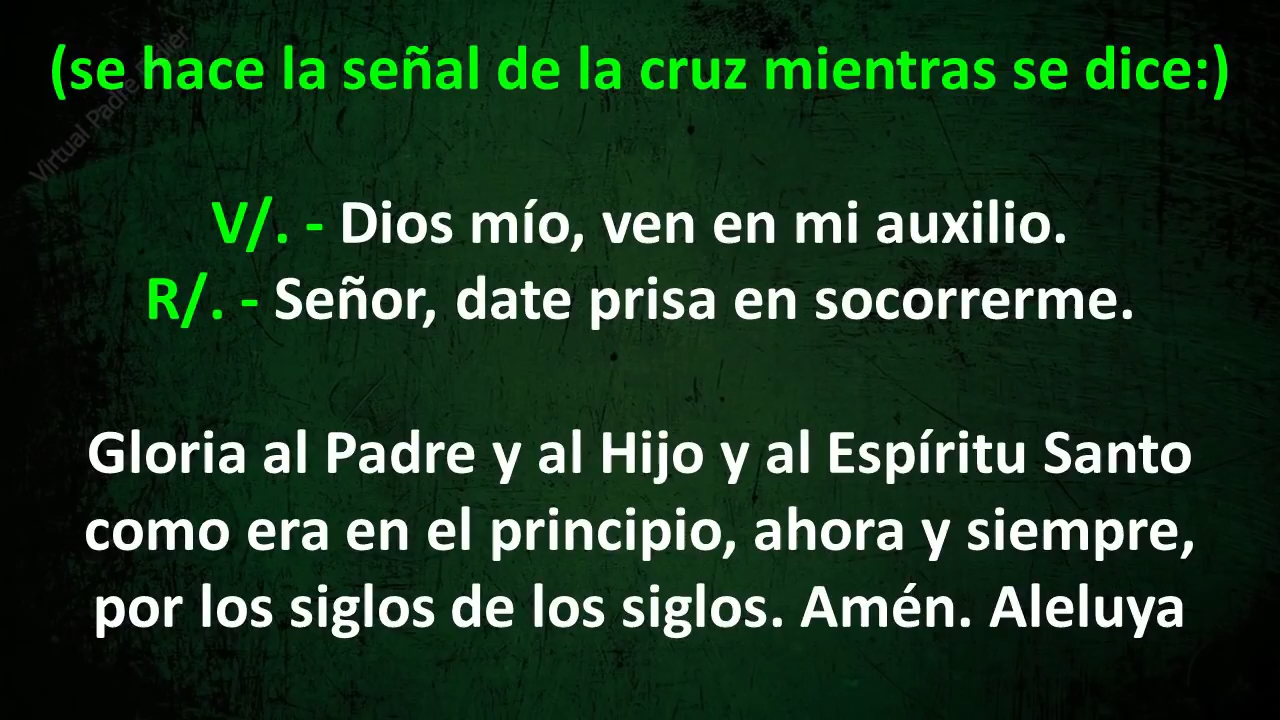 (se hace la señal de la cruz mientras se dice:)
V/. - Dios mío, ven en mi auxilio.
R/. - Señor, date prisa en socorrerme.
Gloria al Padre y al Hijo y al Espíritu Santo
como era en el principio, ahora y siempre,
por los siglos de los siglos. Amén. Aleluya
Virtual Padre